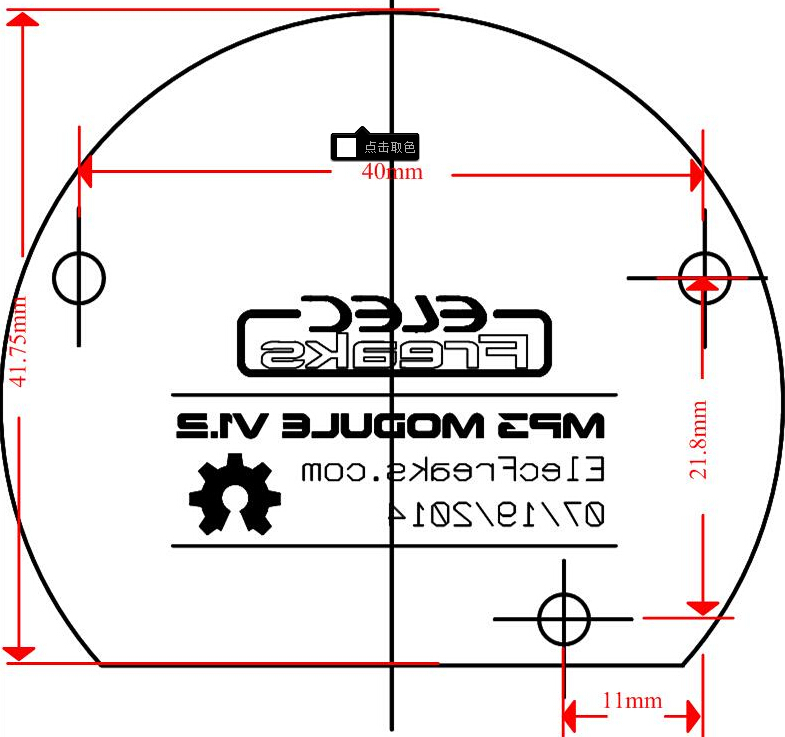 点击取色
40mm
41.75mm
ELEC
Freaks
MP3 MODULE V1.2
ElecFreaks.com
07/19/2014
21.8mm
11mm